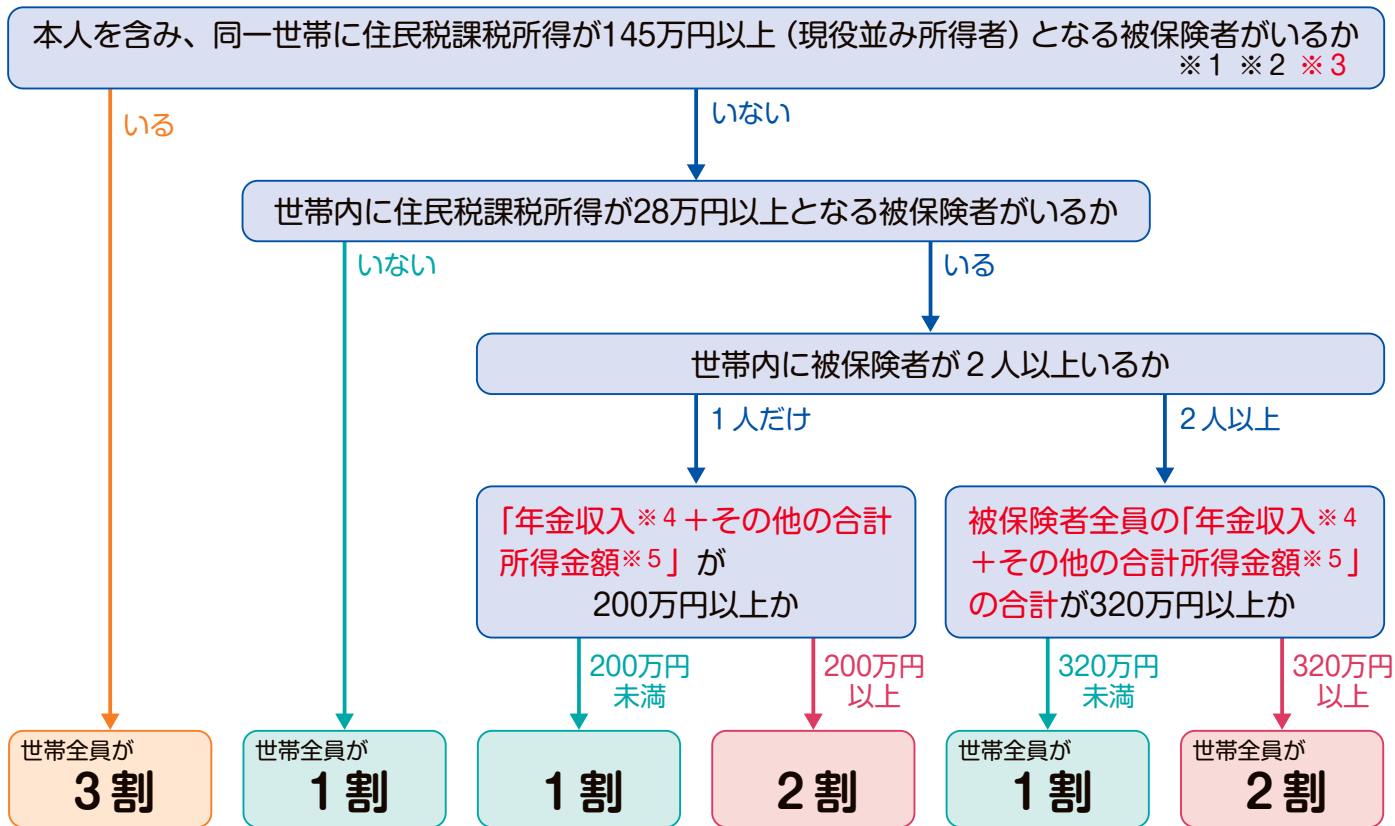 本人を含み、同一世帯に住民税課税所得が145万円以上（現役並み所得者）となる被保険者がいるか
※1 ※2 ※3
いる
いない
世帯内に住民税課税所得が28万円以上となる被保険者がいるか
いない
いる
世帯内に被保険者が2人以上いるか
1人だけ
2人以上
「年金収入※4＋その他の合計
所得金額※5」が
200万円以上か
被保険者全員の「年金収入※4
＋その他の合計所得金額※5」
の合計が320万円以上か
200万円
未満
200万円
以上
320万円
未満
320万円
以上
世帯全員が
3割
世帯全員が
1割
1割
2割
世帯全員が
1割
世帯全員が
2割